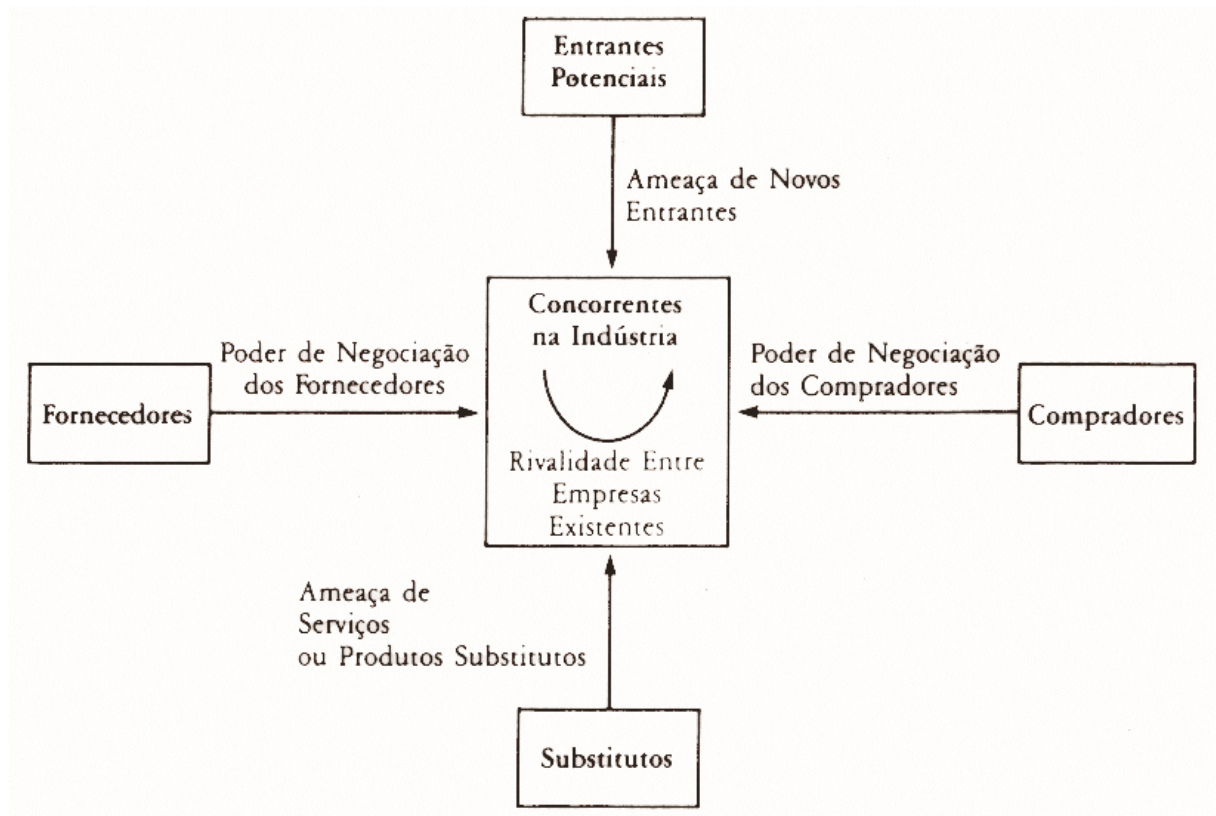 Entrantes
Potenciais
Ameaça de Novos
Entrantes
Concorrentes
na Indústria
Poder de Negociação
dos Fornecedores
Poder de Negociação
dos Compradores
Fornecedores
Compradores
Rivalidade Entre
Empresas
Existentes
Ameaça de
Serviços
ou Produtos Substitutos
Substitutos